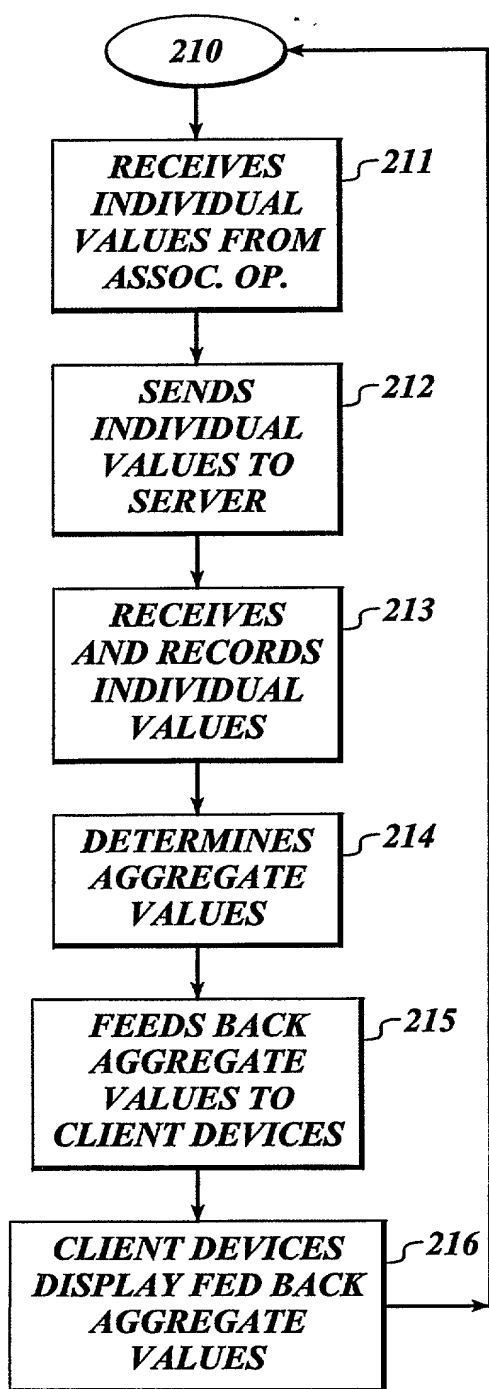 210
RECEIVES
INDIVIDUAL
VALUES FROM
ASSOC. OP.
211
SENDS
INDIVIDUAL
VALUES TO
SERVER
212
RECEIVES
AND RECORDS
INDIVIDUAL
VALUES
213
DETERMINES
AGGREGATE
VALUES
214
FEEDS BACK
AGGREGATE
VALUES TO
CLIENT DEVICES
215
CLIENT DEVICES
DISPLAY FED BACK
AGGREGATE
VALUES
216